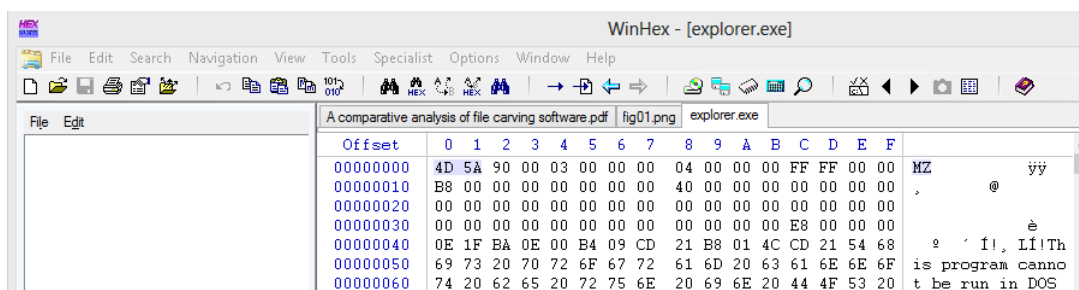 HEX
WinHex - [explorer.exe]
File Edit Search Navigation View Tools Specialist Options Window Help
File Edit
A comparative analysis of file carving software.pdf fig01.png explorer.exe
Offset 0 1 2 3 4 5 6 7 8 9 A B C D E F
00000000 4D 5A 90 00 03 00 00 00 04 00 00 00 FF FF 00 00 MZ ÿÿ
00000010 B8 00 00 00 00 00 00 00 40 00 00 00 00 00 00 00 ¸ @
00000020 00 00 00 00 00 00 00 00 00 00 00 00 00 00 00 00
00000030 00 00 00 00 00 00 00 00 00 00 00 00 E8 00 00 00 è
00000040 0E 1F BA 0E 00 B4 09 CD 21 B8 01 4C CD 21 54 68 º ´ Í!¸ LÍ!Th
00000050 69 73 20 70 72 6F 67 72 61 6D 20 63 61 6E 6E 6F is program canno
00000060 74 20 62 65 20 72 75 6E 20 69 6E 20 44 4F 53 20 t be run in DOS